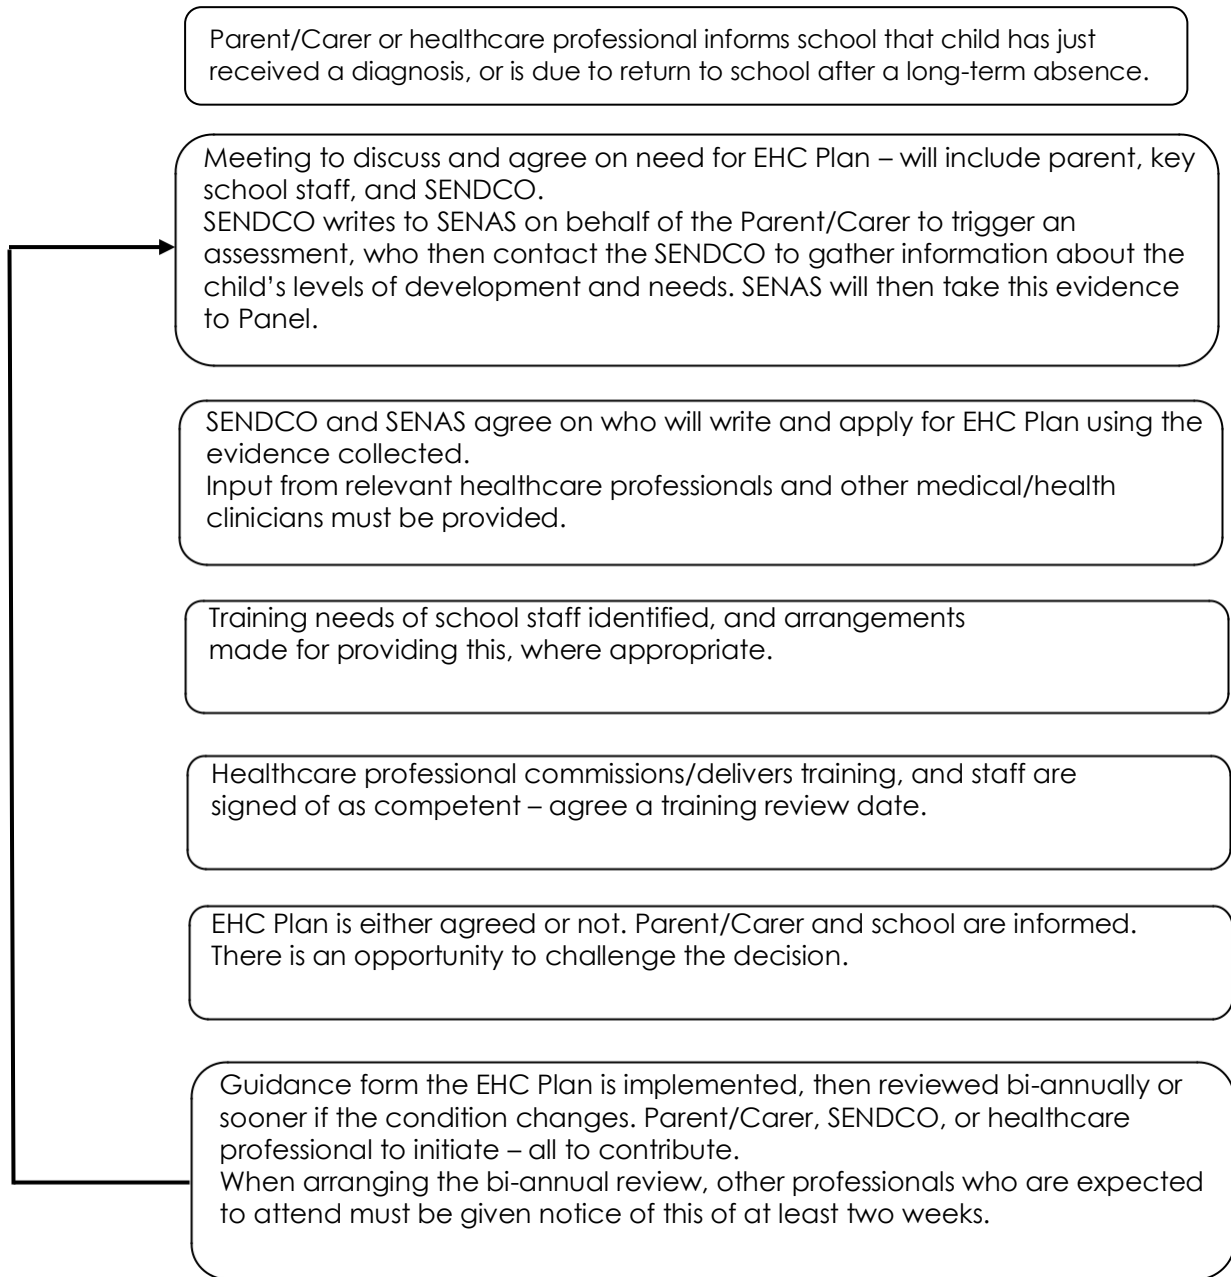 Parent/Carer or healthcare professional informs school that child has just
received a diagnosis, or is due to return to school after a long-term absence.
Meeting to discuss and agree on need for EHC Plan – will include parent, key
school staff, and SENDCO.
SENDCO writes to SENAS on behalf of the Parent/Carer to trigger an
assessment, who then contact the SENDCO to gather information about the
child’s levels of development and needs. SENAS will then take this evidence
to Panel.
SENDCO and SENAS agree on who will write and apply for EHC Plan using the
evidence collected.
Input from relevant healthcare professionals and other medical/health
clinicians must be provided.
Training needs of school staff identified, and arrangements
made for providing this, where appropriate.
Healthcare professional commissions/delivers training, and staff are
signed of as competent – agree a training review date.
EHC Plan is either agreed or not. Parent/Carer and school are informed.
There is an opportunity to challenge the decision.
Guidance form the EHC Plan is implemented, then reviewed bi-annually or
sooner if the condition changes. Parent/Carer, SENDCO, or healthcare
professional to initiate – all to contribute.
When arranging the bi-annual review, other professionals who are expected
to attend must be given notice of this of at least two weeks.